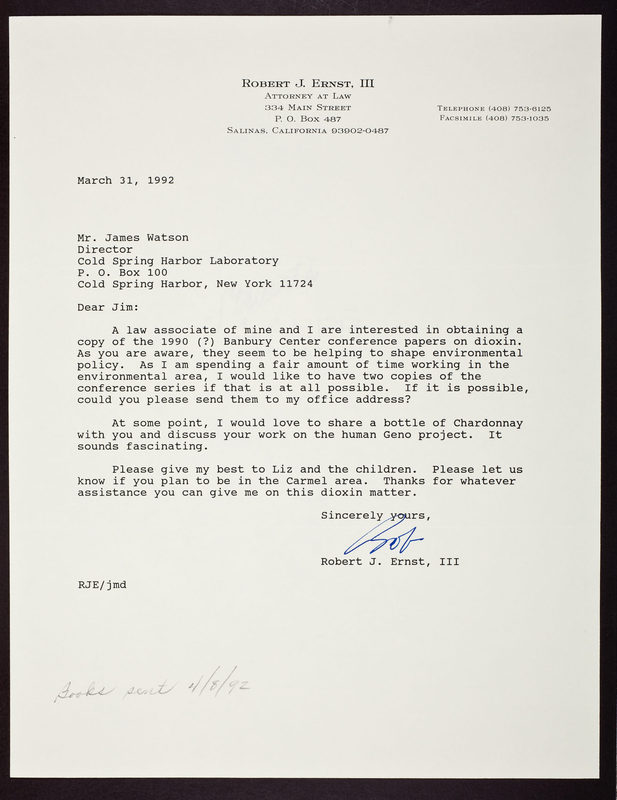 Robert J. Ernst, III
Attorney at Law
334 Main Street
P. O. Box 487
Salinas, California 93902-0487
Telephone (408) 753-6125
Facsimile (408) 753-1035
March 31, 1992
Mr. James Watson
Director
Cold Spring Harbor Laboratory
P. O. Box 100
Cold Spring Harbor, New York 11724
Dear Jim:
A law associate of mine and I are interested in obtaining a
copy of the 1990 (?) Banbury Center conference papers on dioxin.
As you are aware, they seem to be helping to shape environmental
policy. As I am spending a fair amount of time working in the
environmental area, I would like to have two copies of the
conference series if that is at all possible. If it is possible,
could you please send them to my office address?
At some point, I would love to share a bottle of Chardonnay
with you and discuss your work on the human Geno project. It
sounds fascinating.
Please give my best to Liz and the children. Please let us
know if you plan to be in the Carmel area. Thanks for whatever
assistance you can give me on this dioxin matter.
Sincerely yours,
Bob
Robert J. Ernst, III
RJE/jmd
Books sent 4/8/92